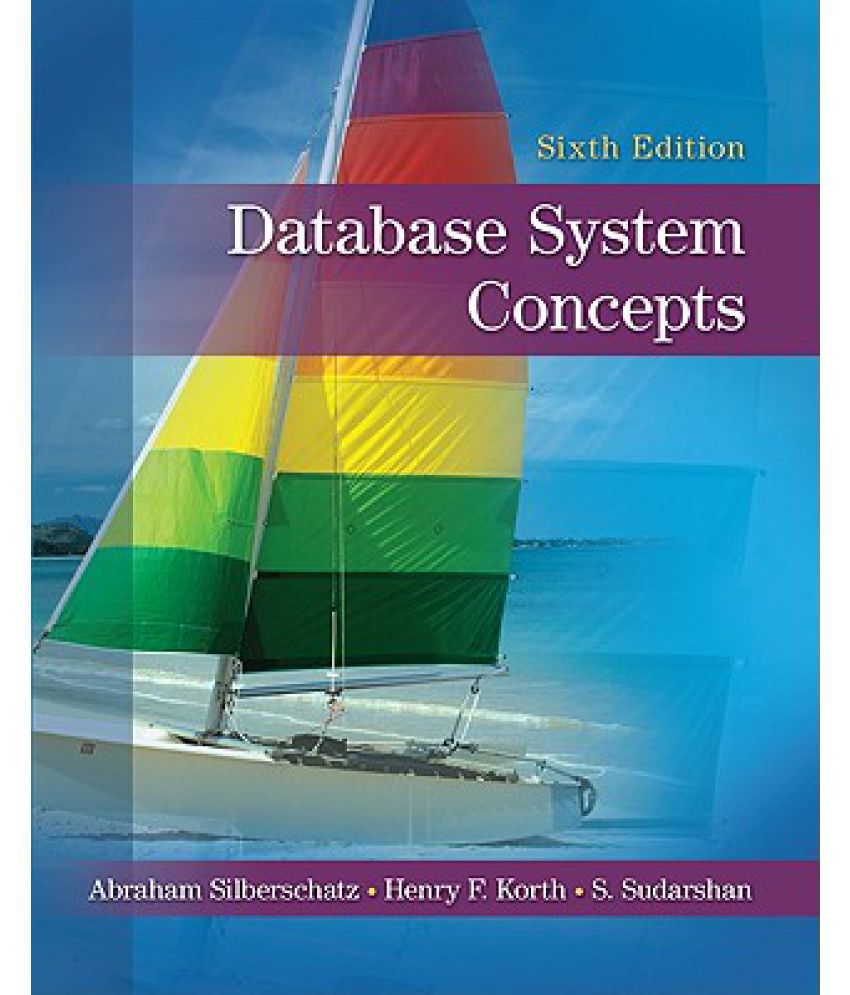 Sixth Edition
Database System
Concepts
Abraham Silberschatz • Henry F. Korth • S. Sudarshan